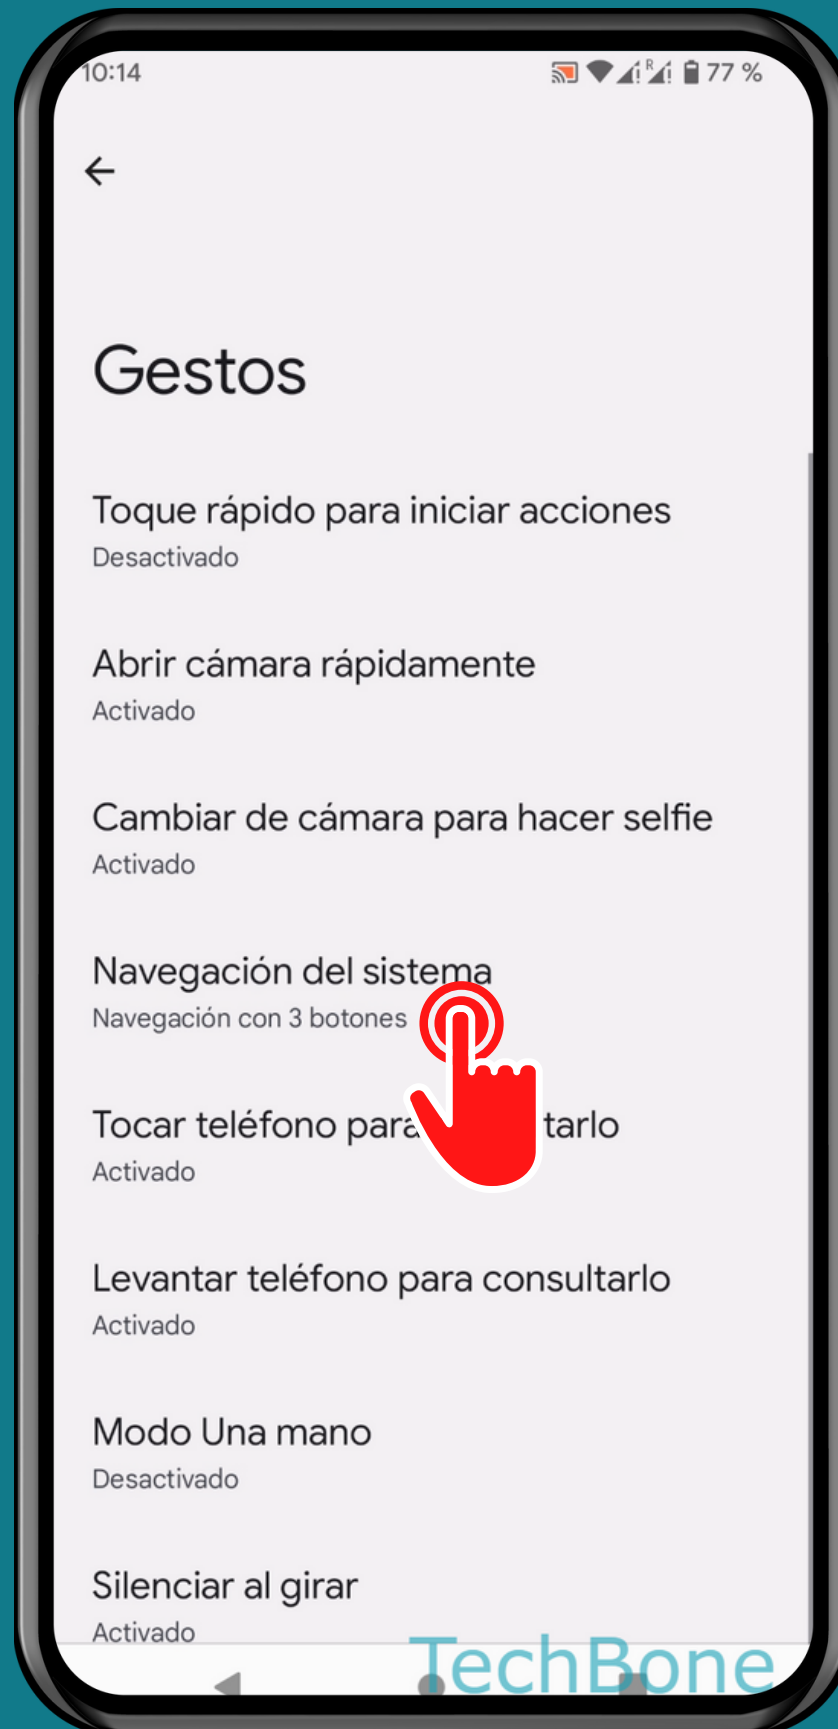 10:14
R
77 %
Gestos
Toque rápido para iniciar acciones
Desactivado
Abrir cámara rápidamente
Activado
Cambiar de cámara para hacer selfie
Activado
Navegación del sistema
Navegación con 3 botones
Tocar teléfono para tarlo
Activado
Levantar teléfono para consultarlo
Activado
Modo Una mano
Desactivado
Silenciar al girar
Activado
TechBone